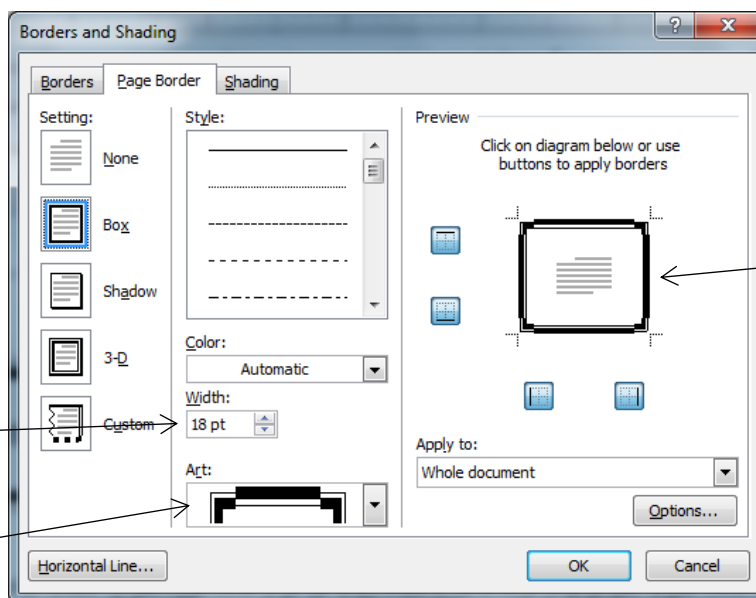 Borders and Shading
Borders Page Border Shading
Setting:
None
Box
Shadow
3-D
Custom
Style:
Color:
Automatic
Width:
18 pt
Art:
Preview
Click on diagram below or use
buttons to apply borders
Apply to:
Whole document
Options...
Horizontal Line...
OK Cancel